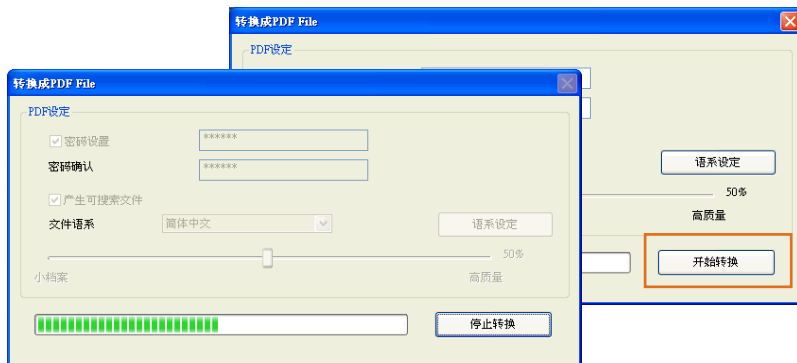 转换成PDF File
PDF设定
语系设定
50%
高质量
开始转换
转换成PDF File
PDF设定
密码设置 ******
密码确认 ******
产生可搜索文件
文件语系 简体中文 语系设定
50%
小档案 高质量
停止转换